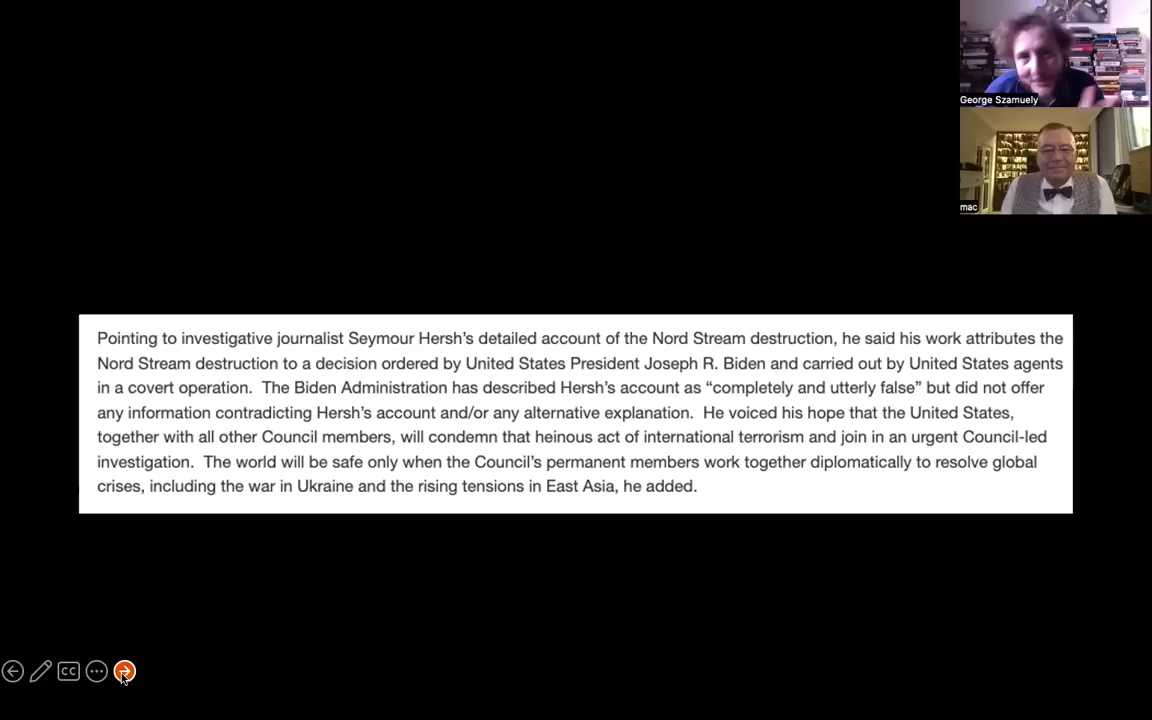 George Szamuely
mac
Pointing to investigative journalist Seymour Hersh’s detailed account of the Nord Stream destruction, he said his work attributes the
Nord Stream destruction to a decision ordered by United States President Joseph R. Biden and carried out by United States agents
in a covert operation.  The Biden Administration has described Hersh’s account as “completely and utterly false” but did not offer
any information contradicting Hersh’s account and/or any alternative explanation.  He voiced his hope that the United States,
together with all other Council members, will condemn that heinous act of international terrorism and join in an urgent Council-led
investigation.  The world will be safe only when the Council’s permanent members work together diplomatically to resolve global
crises, including the war in Ukraine and the rising tensions in East Asia, he added.
CC